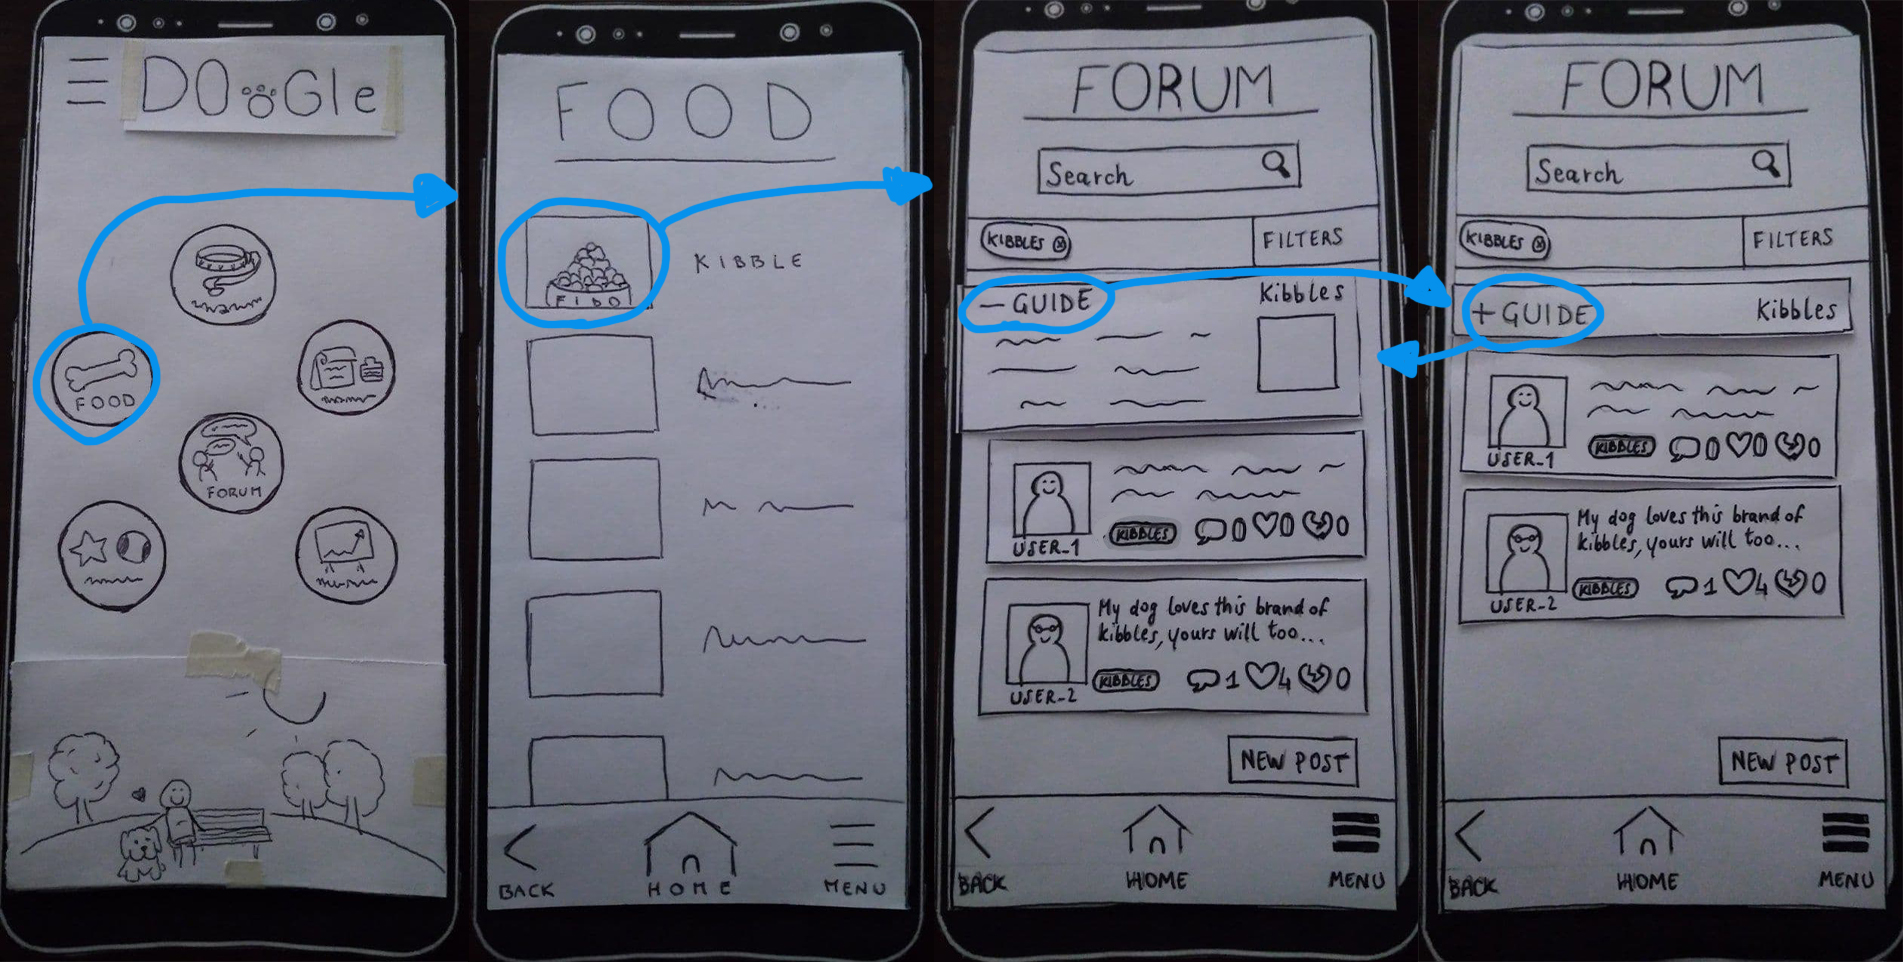 DOGle
FOOD
FORUM
FOOD
FIDO
KIBBLE
BACK
HOME
MENU
FORUM
Search
KIBBLES
FILTERS
– GUIDE
Kibbles
KIBBLES
0
0
0
USER_1
My dog loves this brand of
kibbles, yours will too...
KIBBLES
1
4
0
USER_2
NEW POST
BACK
HOME
MENU
FORUM
Search
KIBBLES
FILTERS
+ GUIDE
Kibbles
KIBBLES
0
0
0
USER_1
My dog loves this brand of
kibbles, yours will too...
KIBBLES
1
4
0
USER_2
NEW POST
BACK
HOME
MENU